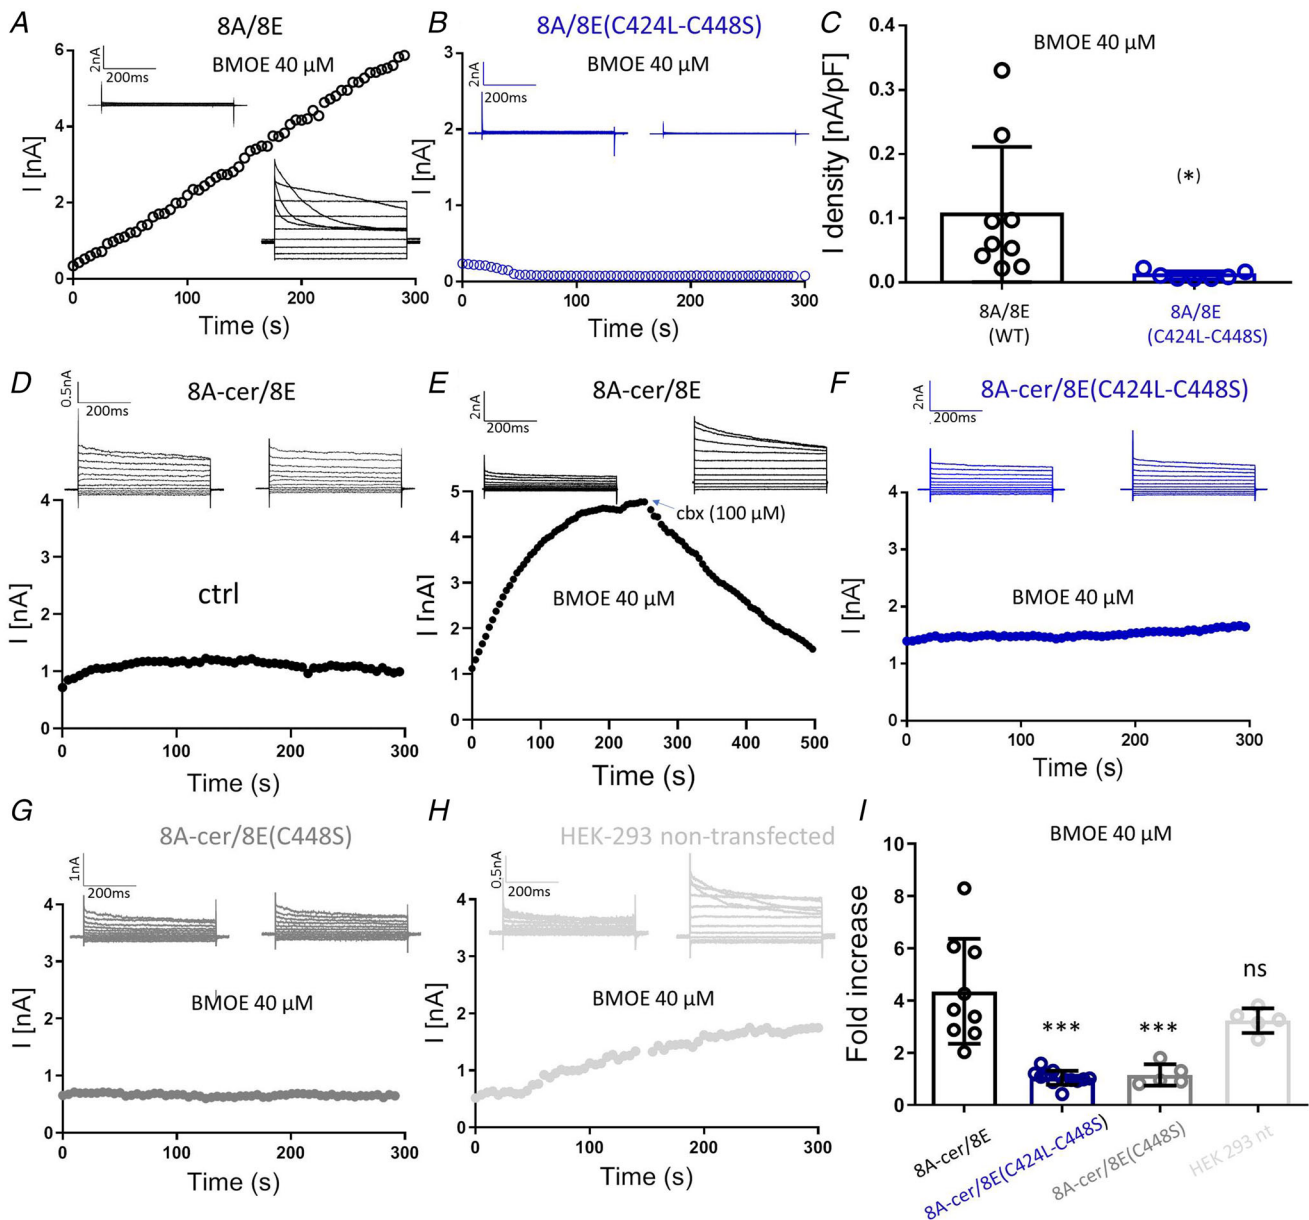 A
8A/8E
BMOE 40 µM
2nA
200ms
6
4
2
0
I [nA]
0 100 200 300
Time (s)
B
8A/8E(C424L-C448S)
BMOE 40 µM
2nA
200ms
3
2
1
0
I [nA]
0 100 200 300
Time (s)
C
BMOE 40 µM
0.4
0.3
0.2
0.1
0.0
I density [nA/pF]
(*)
8A/8E
(WT)
8A/8E
(C424L-C448S)
D
8A-cer/8E
0.5nA
200ms
4
3
2
1
0
I [nA]
ctrl
0 100 200 300
Time (s)
E
8A-cer/8E
2nA
200ms
5
4
3
2
1
0
I [nA]
cbx (100 µM)
BMOE 40 µM
0 100 200 300 400 500
Time (s)
F
8A-cer/8E(C424L-C448S)
2nA
200ms
4
3
2
1
0
I [nA]
BMOE 40 µM
0 100 200 300
Time (s)
G
8A-cer/8E(C448S)
1nA
200ms
4
3
2
1
0
I [nA]
BMOE 40 µM
0 100 200 300
Time (s)
H
HEK-293 non-transfected
0.5nA
200ms
4
3
2
1
0
I [nA]
BMOE 40 µM
0 100 200 300
Time (s)
I
BMOE 40 µM
10
8
6
4
2
0
Fold increase
***
***
ns
8A-cer/8E
8A-cer/8E(C424L-C448S)
8A-cer/8E(C448S)
HEK 293 nt